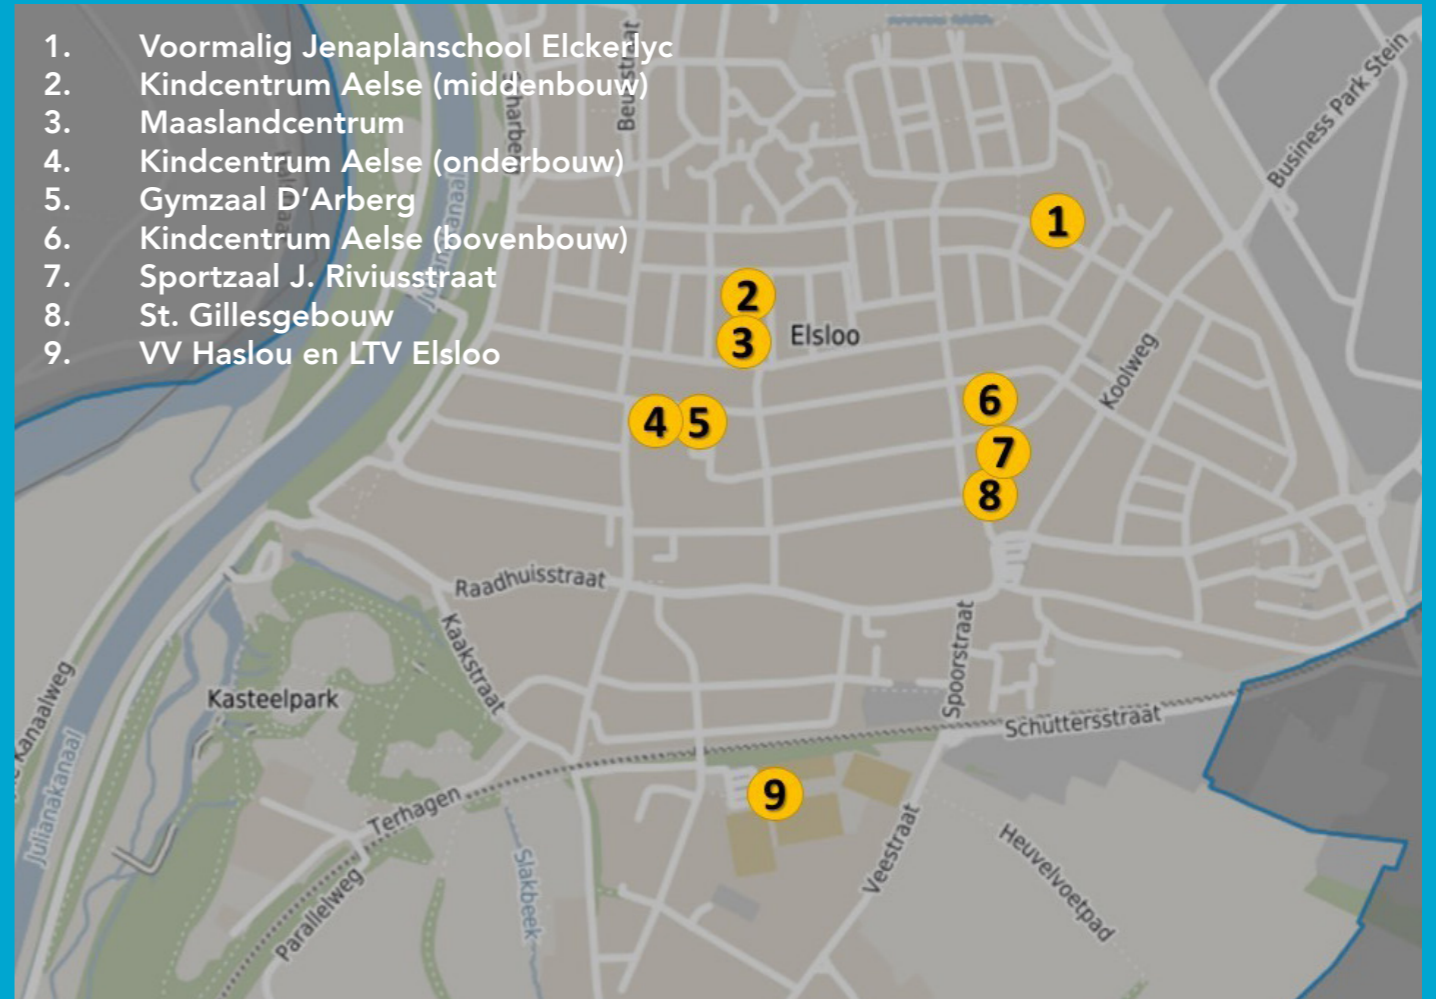 1. Voormalig Jenaplanschool Elckerlyc
2. Kindcentrum Aelse (middenbouw)
3. Maaslandcentrum
4. Kindcentrum Aelse (onderbouw)
5. Gymzaal D’Arberg
6. Kindcentrum Aelse (bovenbouw)
7. Sportzaal J. Riviusstraat
8. St. Gillesgebouw
9. VV Haslou en LTV Elsloo
Business Park Stein
1
2
3
Elsloo
Koolweg
4
5
6
7
8
Raadhuisstraat
Kaakstraat
Spoorstraat
Schuttersstraat
Kasteelpark
Kanaalweg
Julianakanaal
9
Terhagen
Parallelweg
Slakbeek
Veestraat
Heuvelvoetpad